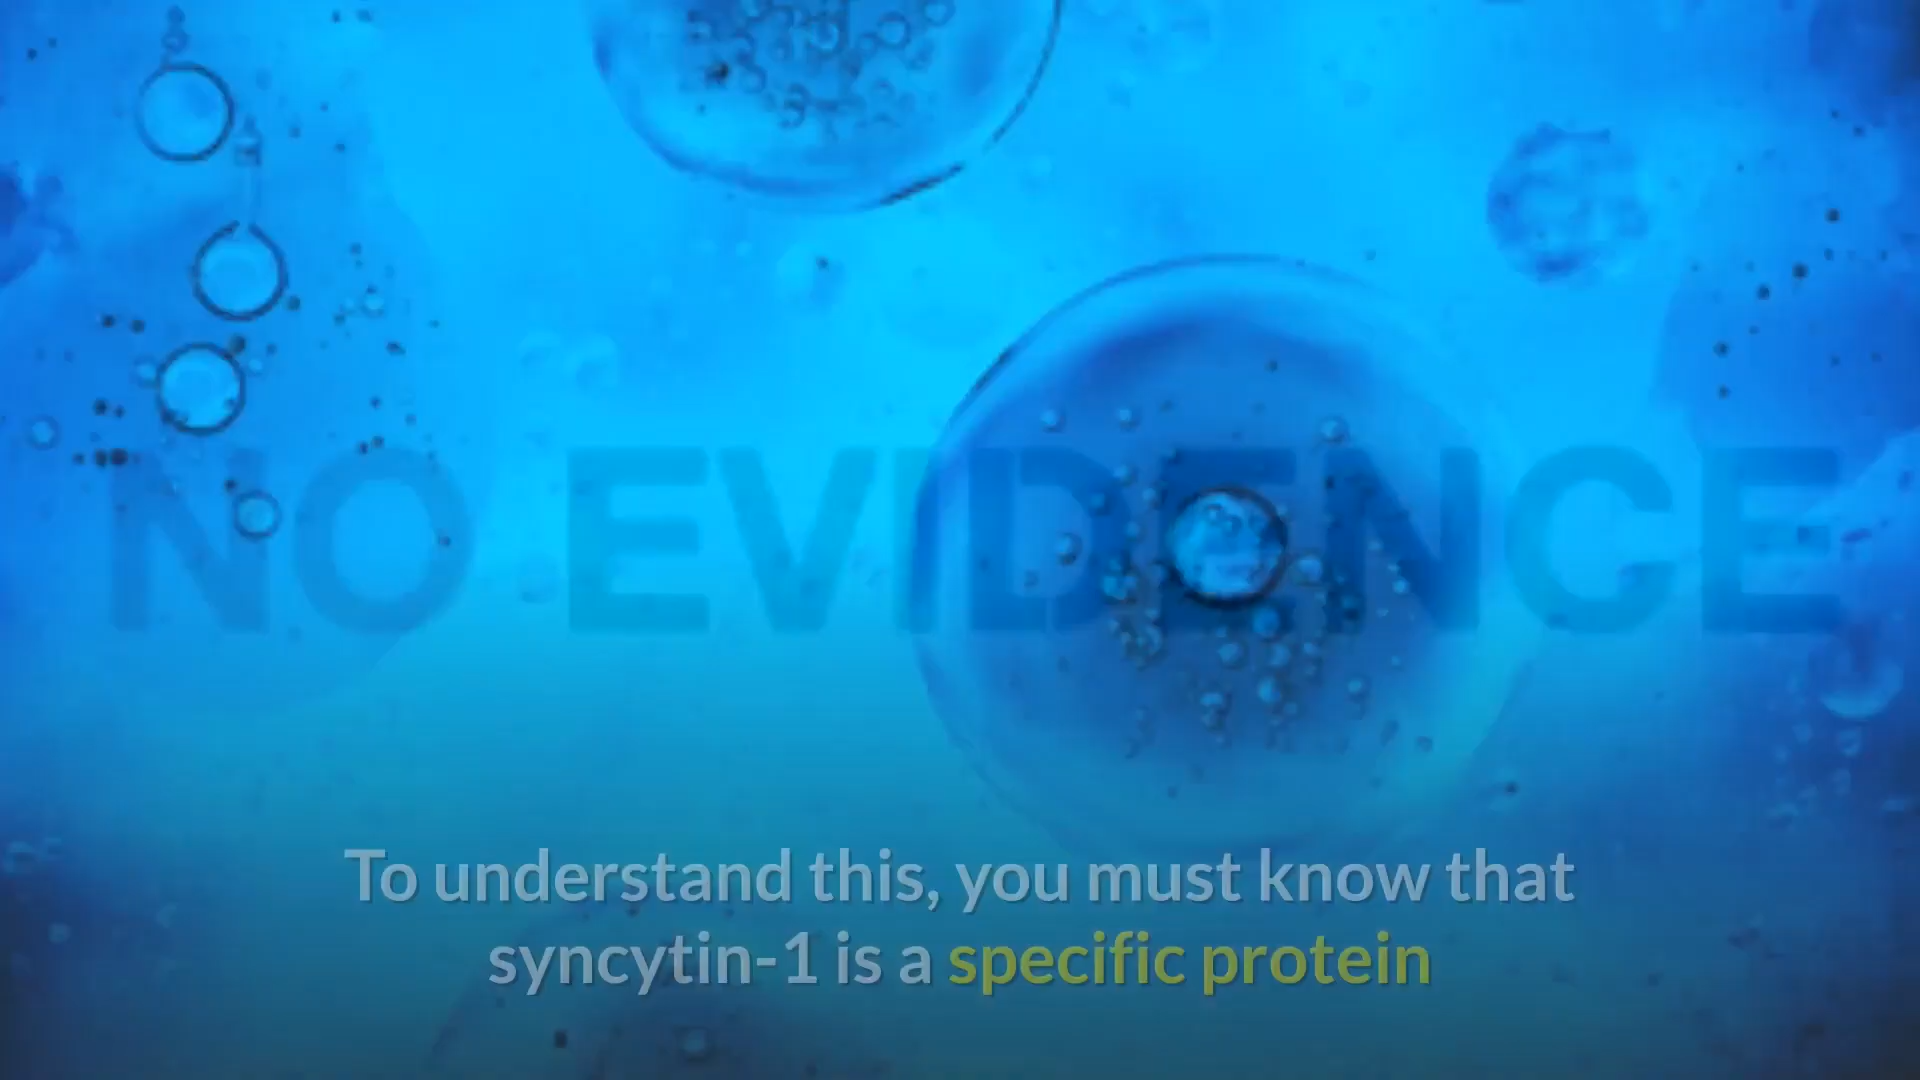 NO EVIDENCE
To understand this, you must know that
syncytin-1 is a specific protein